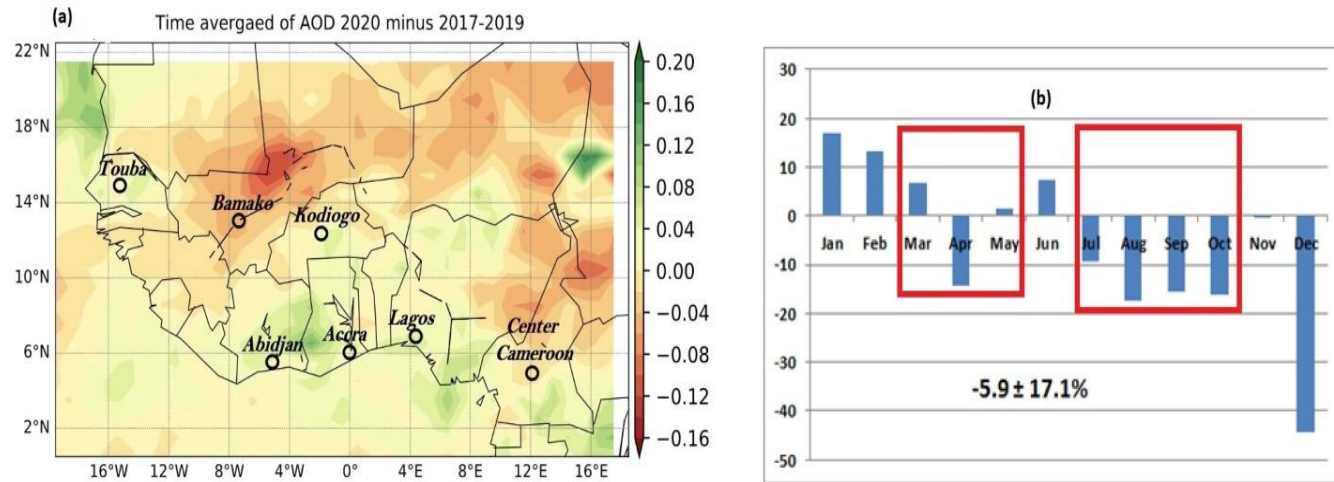 (a)
Time avergaed of AOD 2020 minus 2017-2019
22°N
18°N
14°N
10°N
6°N
2°N
16°W 12°W 8°W 4°W 0° 4°E 8°E 12°E 16°E
Touba
Bamako
Kodiogo
Abidjan
Accra
Lagos
Center
Cameroon
0.20
0.16
0.12
0.08
0.04
0.00
−0.04
−0.08
−0.12
−0.16
(b)
30
20
10
0
-10
-20
-30
-40
-50
Jan Feb Mar Apr May Jun Jul Aug Sep Oct Nov Dec
-5.9 ± 17.1%